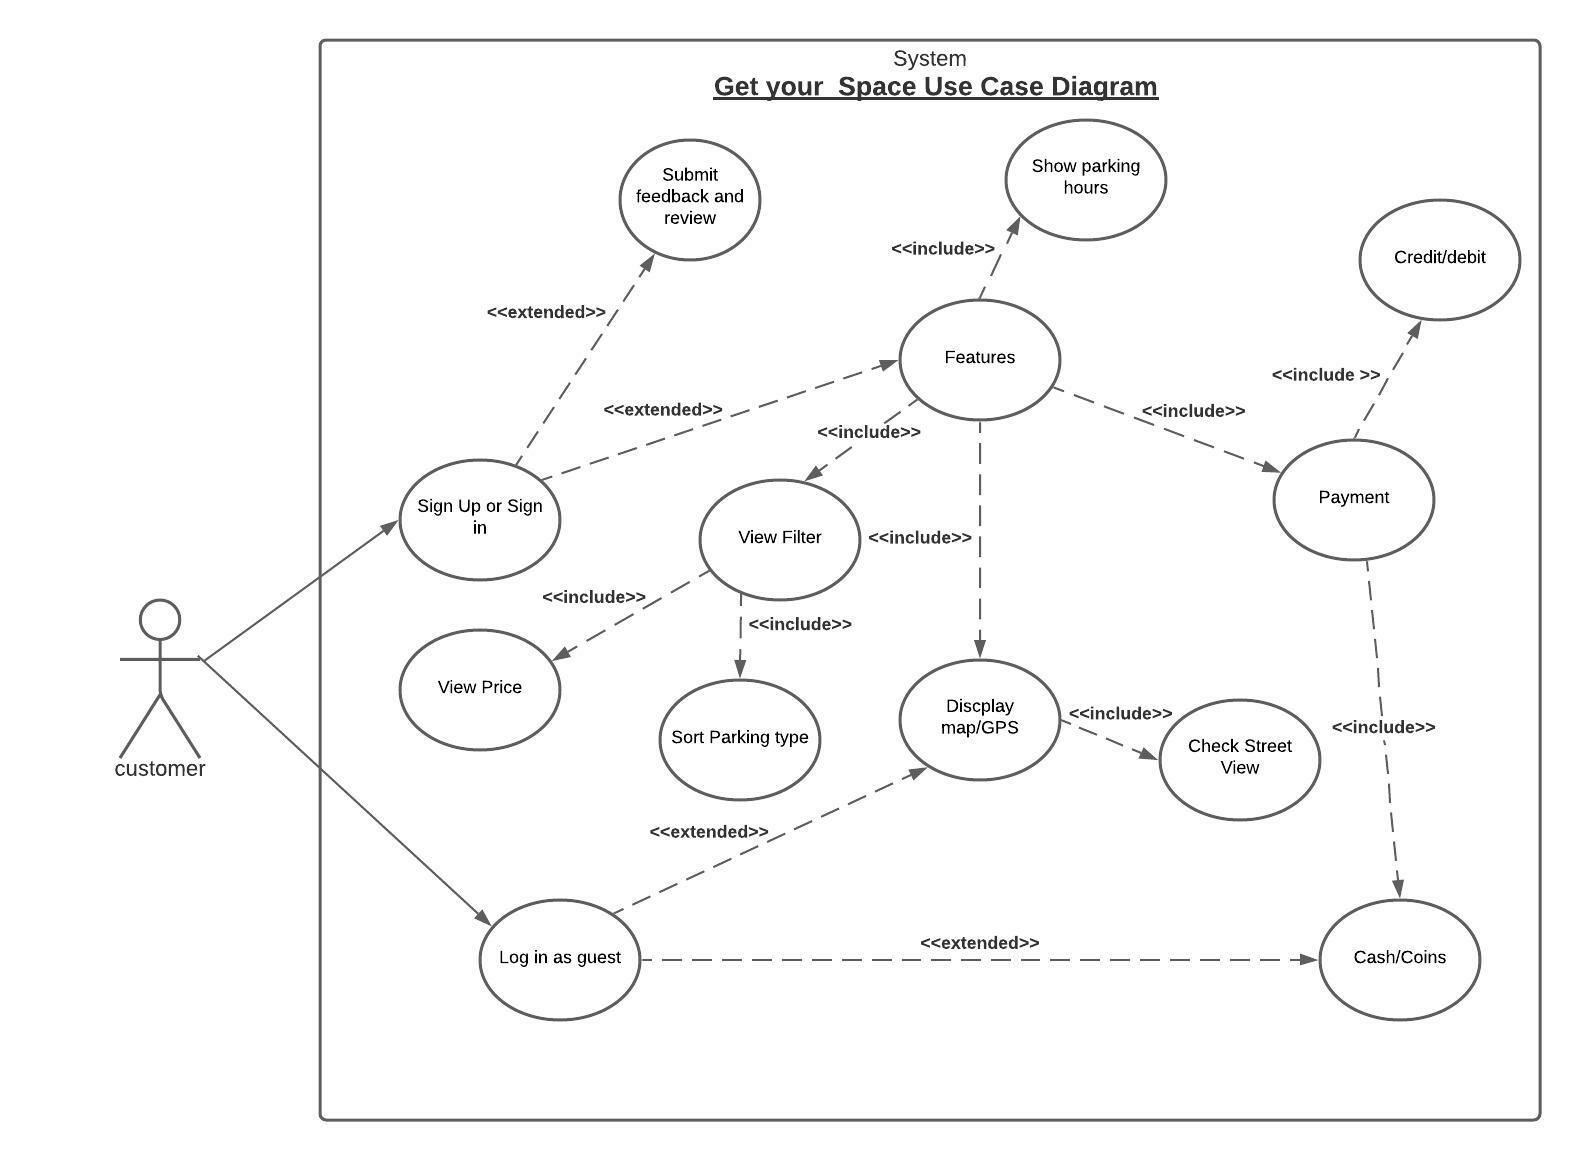 System
Get your  Space Use Case Diagram
Submit
feedback and
review
Show parking
hours
Credit/debit
<<include>>
<<extended>>
Features
<<include >>
<<extended>>
<<include>>
<<include>>
Sign Up or Sign
in
View Filter
<<include>>
Payment
<<include>>
<<include>>
View Price
Sort Parking type
Discplay
map/GPS
<<include>>
Check Street
View
<<include>>
customer
<<extended>>
Log in as guest
<<extended>>
Cash/Coins